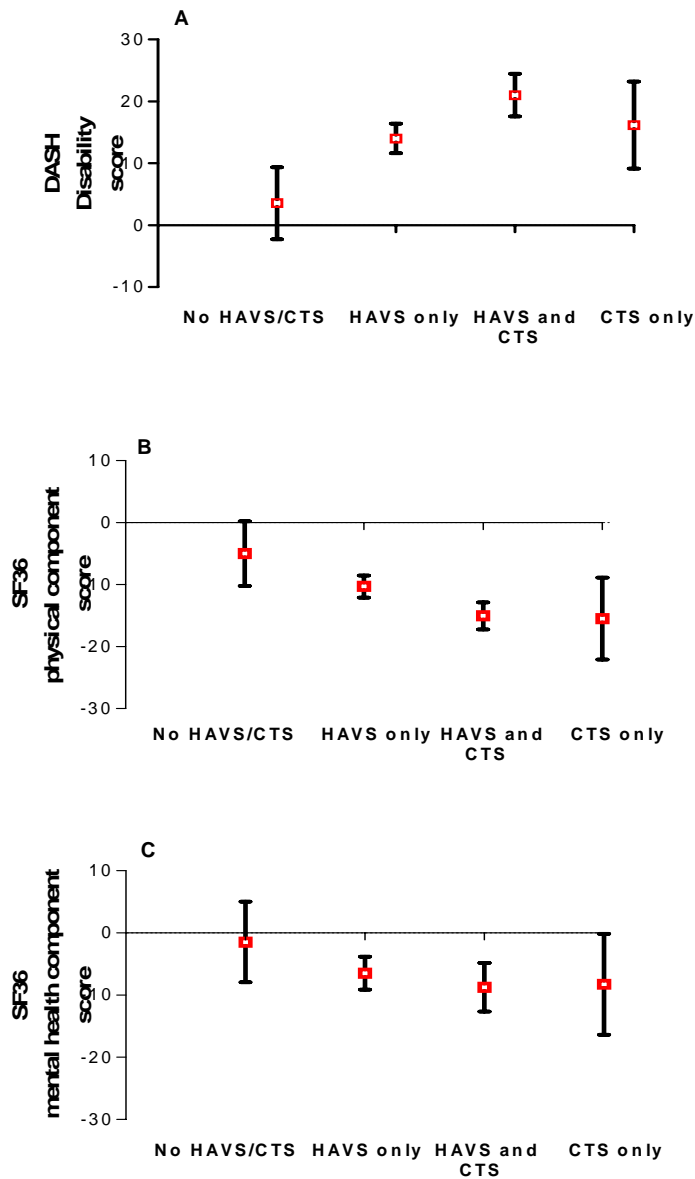 A
DASH
Disability
score
30
20
10
0
-10
No HAVS/CTS
HAVS only
HAVS and
CTS
CTS only
B
SF36
physical component
score
10
0
-10
-20
-30
No HAVS/CTS
HAVS only
HAVS and
CTS
CTS only
C
SF36
mental health component
score
10
0
-10
-20
-30
No HAVS/CTS
HAVS only
HAVS and
CTS
CTS only